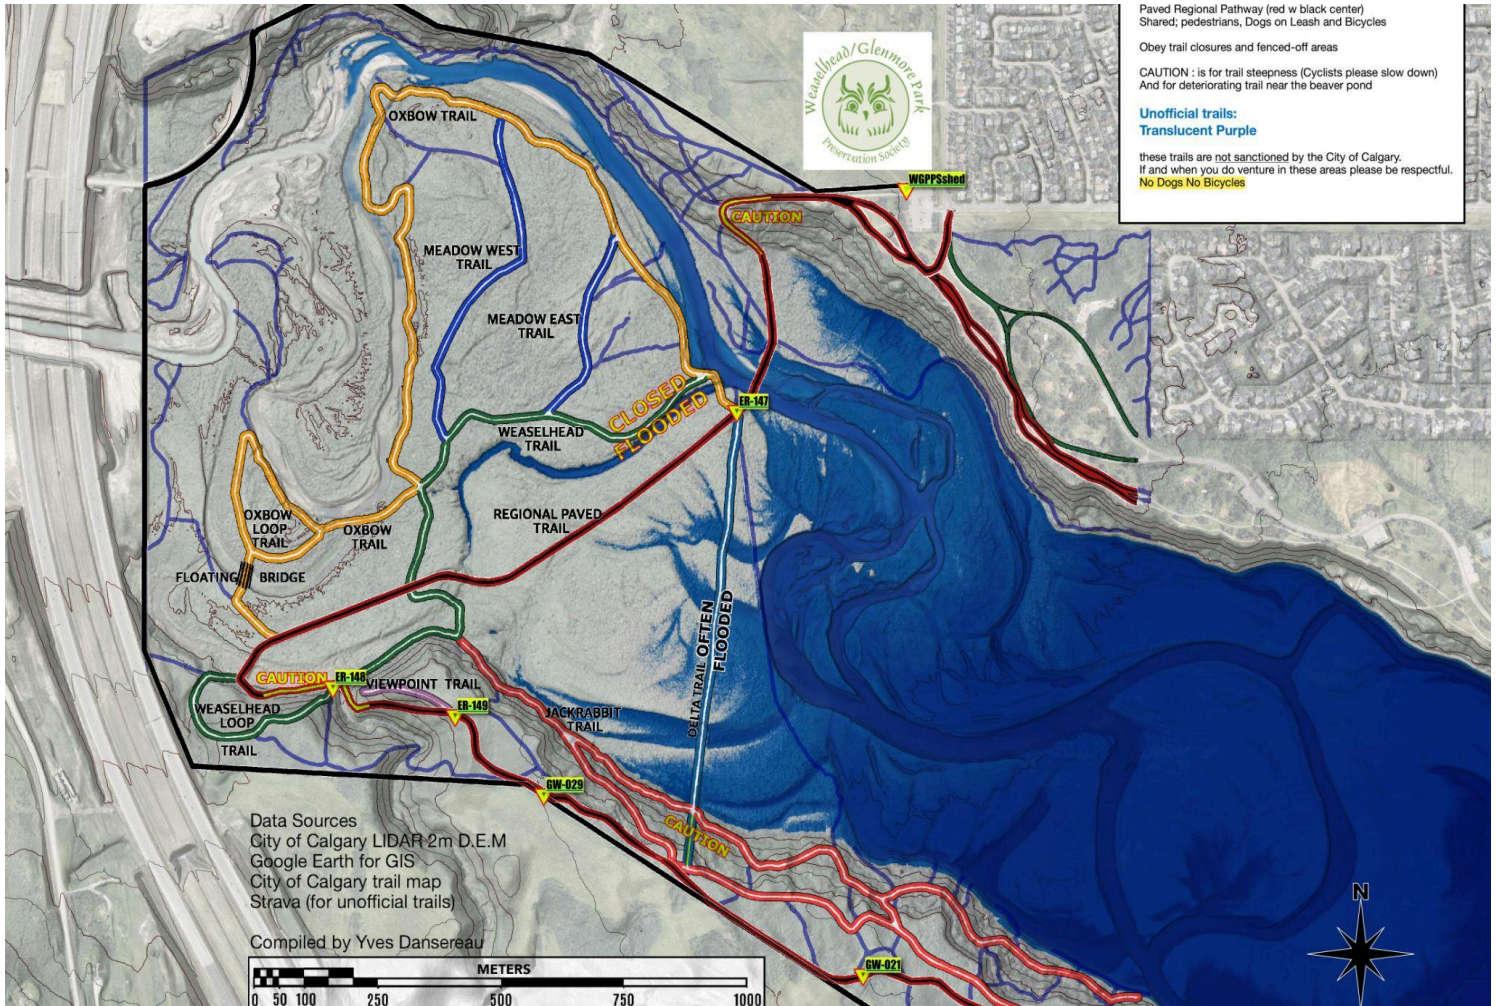 Paved Regional Pathway (red w black center)
Shared; pedestrians, Dogs on Leash and Bicycles
Obey trail closures and fenced-off areas
CAUTION : is for trail steepness (Cyclists please slow down)
And for deteriorating trail near the beaver pond
Unofficial trails:
Translucent Purple
these trails are not sanctioned by the City of Calgary.
If and when you do venture in these areas please be respectful.
No Dogs No Bicycles
Weaselhead/Glenmore Park
Preservation Society
WGPPSshed
CAUTION
OXBOW TRAIL
MEADOW WEST
TRAIL
MEADOW EAST
TRAIL
CLOSED
FLOODED
ER-147
WEASELHEAD
TRAIL
REGIONAL PAVED
TRAIL
OXBOW
LOOP
TRAIL
OXBOW
TRAIL
FLOATING BRIDGE
DELTA TRAIL OFTEN
FLOODED
CAUTION
ER-148
VIEWPOINT TRAIL
ER-149
WEASELHEAD
LOOP
TRAIL
JACKRABBIT
TRAIL
GW-029
CAUTION
GW-021
Data Sources
City of Calgary LIDAR 2m D.E.M
Google Earth for GIS
City of Calgary trail map
Strava (for unofficial trails)
Compiled by Yves Dansereau
METERS
0 50 100 250 500 750 1000
N